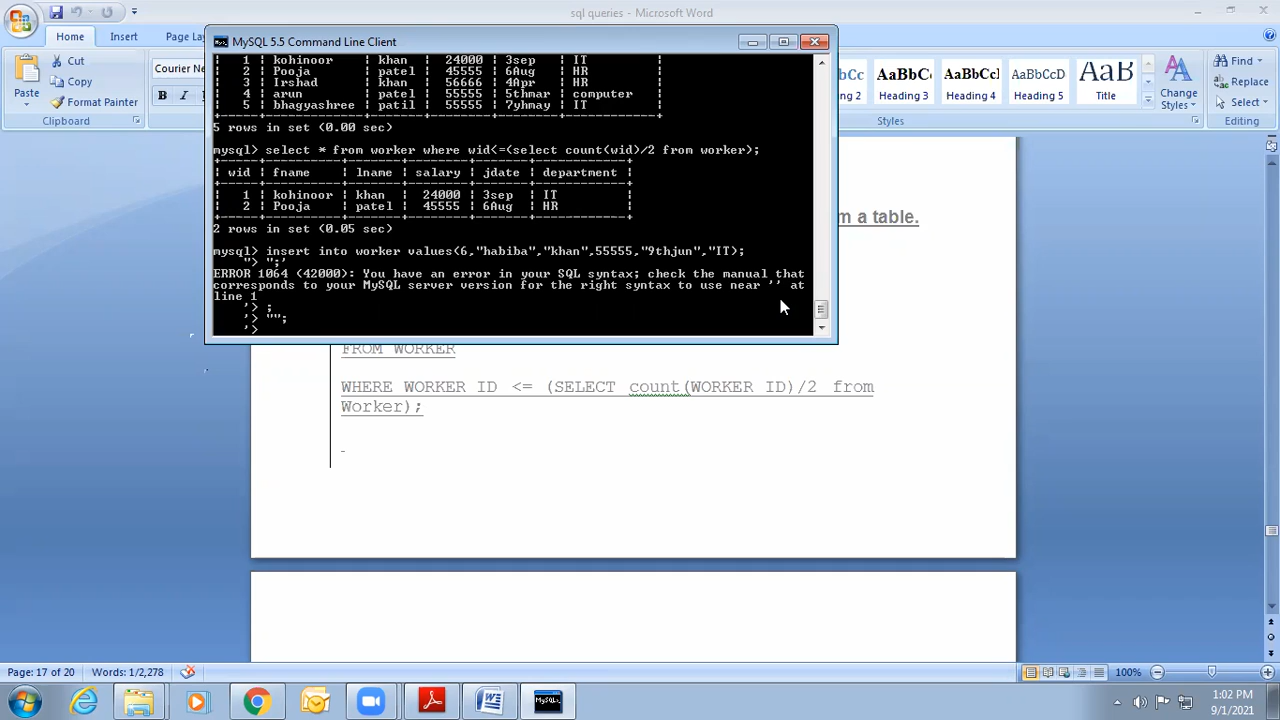 sql queries - Microsoft Word
Home
Insert
Page La
Cut
Copy
Format Painter
Paste
Clipboard
Courier Ne
B I
MySQL 5.5 Command Line Client
| 1 | kohinoor | khan | 24000 | 3sep | IT |
| 2 | Pooja | patel | 45555 | 6Aug | HR |
| 3 | Irshad | khan | 56666 | 4Apr | HR |
| 4 | arun | patel | 55555 | 5thmar | computer |
| 5 | bhagyashree | patil | 55555 | 7yhmay | IT |
5 rows in set (0.00 sec)
mysql> select * from worker where wid<=(select count(wid)/2 from worker);
| wid | fname | lname | salary | jdate | department |
| 1 | kohinoor | khan | 24000 | 3sep | IT |
| 2 | Pooja | patel | 45555 | 6Aug | HR |
2 rows in set (0.05 sec)
mysql> insert into worker values(6,"habiba","khan",55555,"9thjun","IT);
"> ";'
ERROR 1064 (42000): You have an error in your SQL syntax; check the manual that
corresponds to your MySQL server version for the right syntax to use near '' at
line 1
'> ;
'> "";
'>
bCc AaBbC AaBbC AaBbCcD AaB
g 2 Heading 3 Heading 4 Heading 5 Title
Change
Styles
Styles
Find
Replace
Select
Editing
m a table.
FROM WORKER
WHERE WORKER ID <= (SELECT count(WORKER ID)/2 from
Worker);
Page: 17 of 20
Words: 1/2,278
100%
1:02 PM
9/1/2021